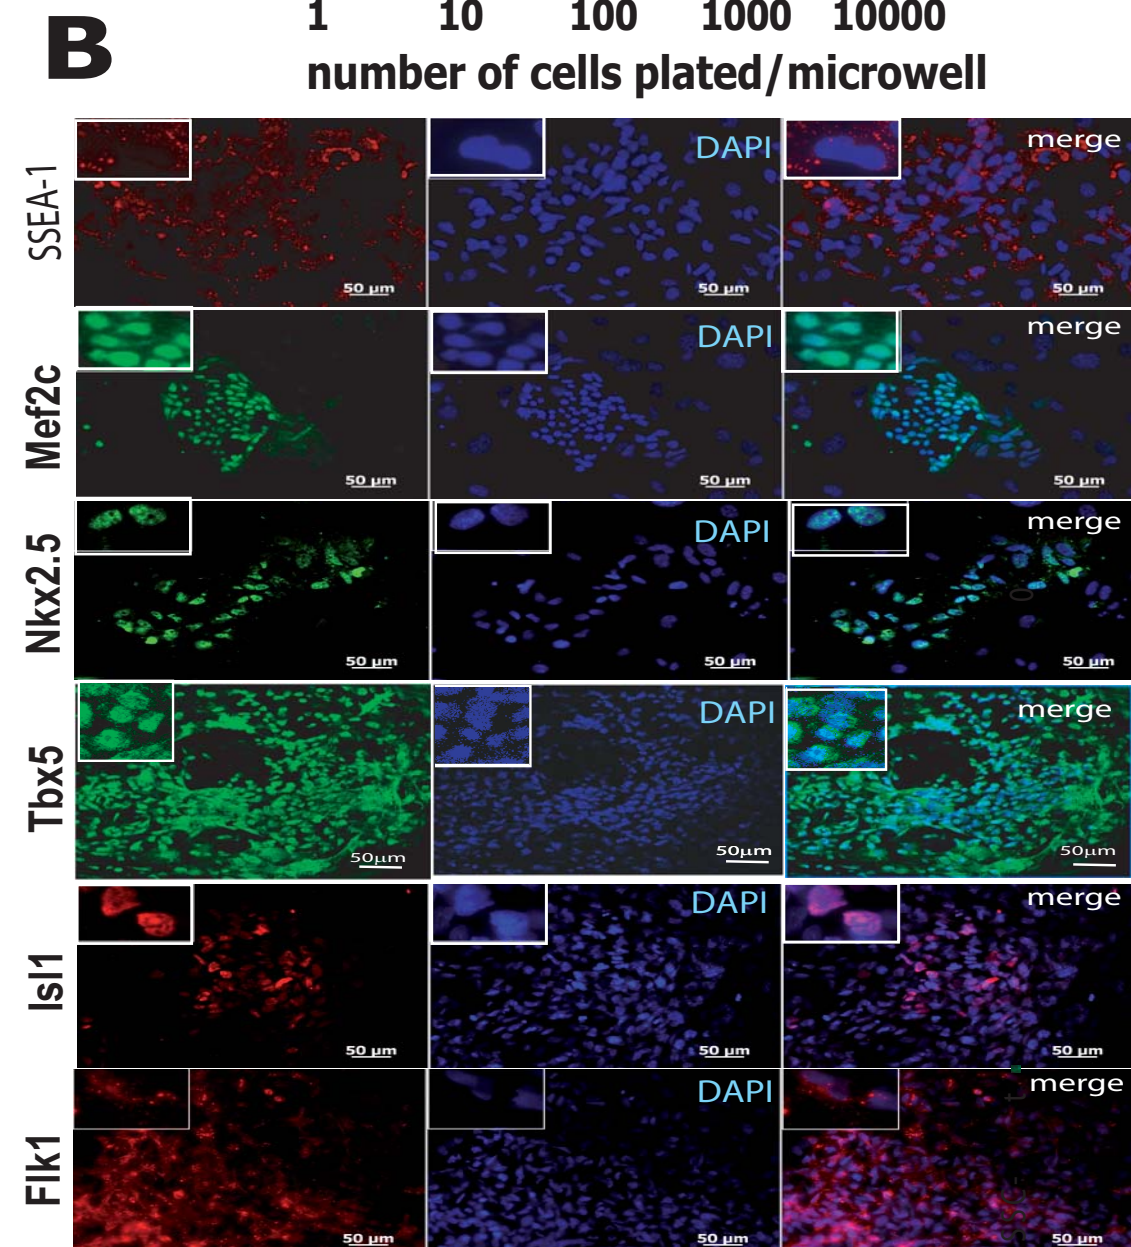 B
1 10 100 1000 10000
number of cells plated/microwell
SSEA-1
DAPI
merge
50 µm
50 µm
50 µm
Mef2c
DAPI
merge
50 µm
50 µm
50 µm
Nkx2.5
DAPI
merge
50 µm
50 µm
50 µm
Tbx5
DAPI
merge
50µm
50µm
50µm
Isl1
DAPI
merge
50 µm
50 µm
50 µm
Flk1
DAPI
merge
50 µm
50 µm
50 µm